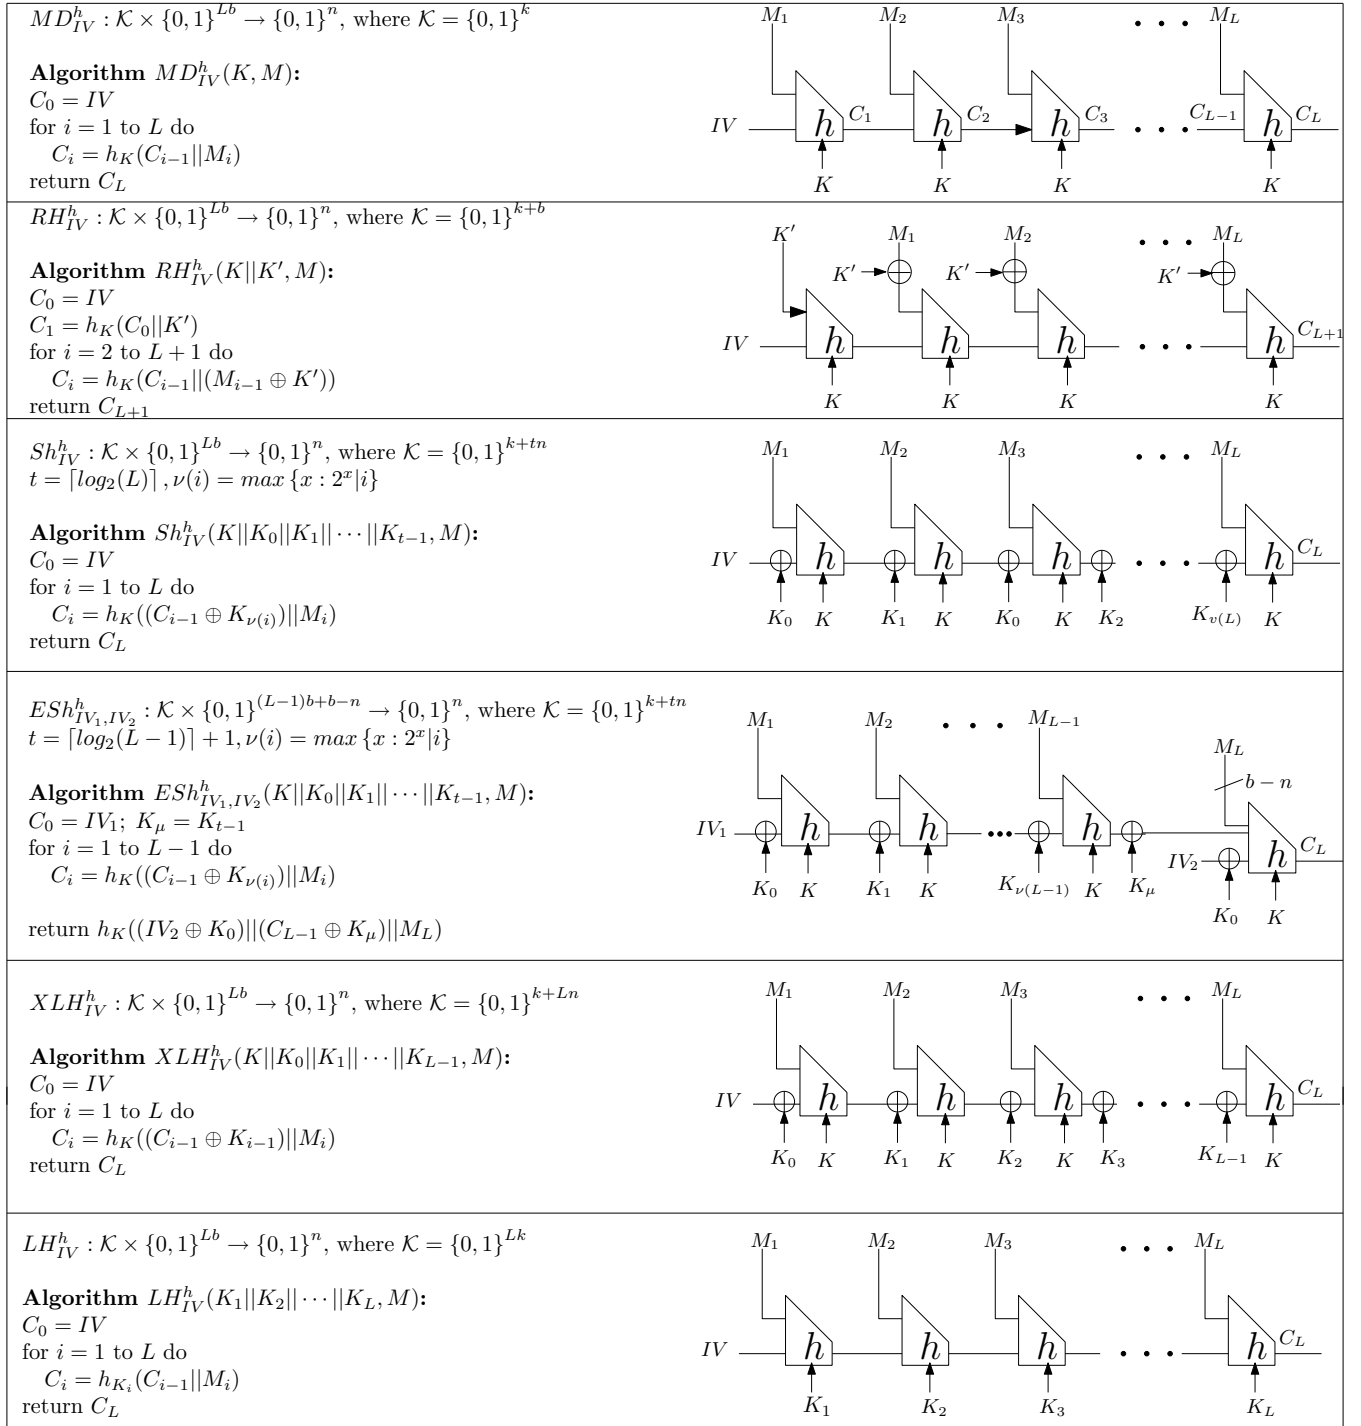 MD^h_{IV} : K × {0, 1}^{Lb} → {0, 1}^n, where K = {0, 1}^k
Algorithm MD^h_{IV}(K, M):
C_0 = IV
for i = 1 to L do
C_i = h_K(C_{i−1}||M_i)
return C_L
M_1 M_2 M_3 • • • M_L
IV h C_1 h C_2 h C_3 • • • C_{L−1} h C_L
K K K K
RH^h_{IV} : K × {0, 1}^{Lb} → {0, 1}^n, where K = {0, 1}^{k+b}
Algorithm RH^h_{IV}(K||K′, M):
C_0 = IV
C_1 = h_K(C_0||K′)
for i = 2 to L + 1 do
C_i = h_K(C_{i−1}||(M_{i−1} ⊕ K′))
return C_{L+1}
K′ M_1 M_2 • • • M_L
K′ K′ K′
IV h h h • • • h C_{L+1}
K K K K
Sh^h_{IV} : K × {0, 1}^{Lb} → {0, 1}^n, where K = {0, 1}^{k+tn}
t = ⌈log_2(L)⌉, ν(i) = max {x : 2^x|i}
Algorithm Sh^h_{IV}(K||K_0||K_1|| · · · ||K_{t−1}, M):
C_0 = IV
for i = 1 to L do
C_i = h_K((C_{i−1} ⊕ K_{ν(i)})||M_i)
return C_L
M_1 M_2 M_3 • • • M_L
IV h h h • • • h C_L
K_0 K K_1 K K_0 K K_2 K_{v(L)} K
ESh^h_{IV_1,IV_2} : K × {0, 1}^{(L−1)b+b−n} → {0, 1}^n, where K = {0, 1}^{k+tn}
t = ⌈log_2(L − 1)⌉ + 1, ν(i) = max {x : 2^x|i}
Algorithm ESh^h_{IV_1,IV_2}(K||K_0||K_1|| · · · ||K_{t−1}, M):
C_0 = IV_1; K_μ = K_{t−1}
for i = 1 to L − 1 do
C_i = h_K((C_{i−1} ⊕ K_{ν(i)})||M_i)
return h_K((IV_2 ⊕ K_0)||(C_{L−1} ⊕ K_μ)||M_L)
M_1 M_2 • • • M_{L−1}
M_L
b − n
IV_1 h h ••• h
IV_2 h C_L
K_0 K K_1 K K_{ν(L−1)} K K_μ
K_0 K
XLH^h_{IV} : K × {0, 1}^{Lb} → {0, 1}^n, where K = {0, 1}^{k+Ln}
Algorithm XLH^h_{IV}(K||K_0||K_1|| · · · ||K_{L−1}, M):
C_0 = IV
for i = 1 to L do
C_i = h_K((C_{i−1} ⊕ K_{i−1})||M_i)
return C_L
M_1 M_2 M_3 • • • M_L
IV h h h • • • h C_L
K_0 K K_1 K K_2 K K_3 K_{L−1} K
LH^h_{IV} : K × {0, 1}^{Lb} → {0, 1}^n, where K = {0, 1}^{Lk}
Algorithm LH^h_{IV}(K_1||K_2|| · · · ||K_L, M):
C_0 = IV
for i = 1 to L do
C_i = h_{K_i}(C_{i−1}||M_i)
return C_L
M_1 M_2 M_3 • • • M_L
IV h h h • • • h C_L
K_1 K_2 K_3 K_L